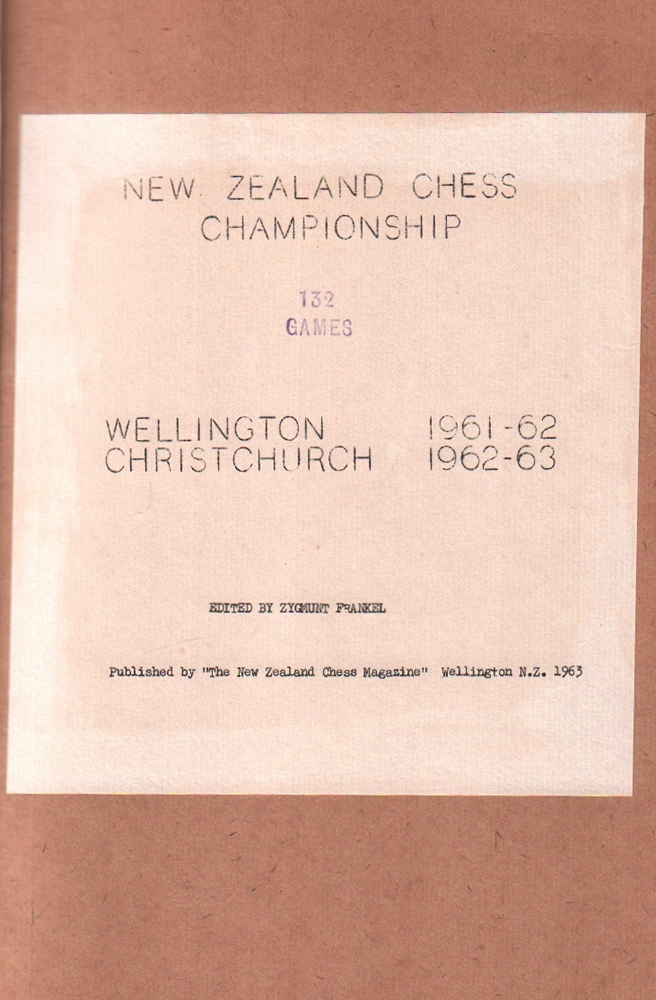 NEW ZEALAND CHESS
CHAMPIONSHIP
132
GAMES
WELLINGTON 1961-62
CHRISTCHURCH 1962-63
EDITED BY ZYGMUNT FRANKEL
Published by "The New Zealand Chess Magazine" Wellington N.Z. 1963